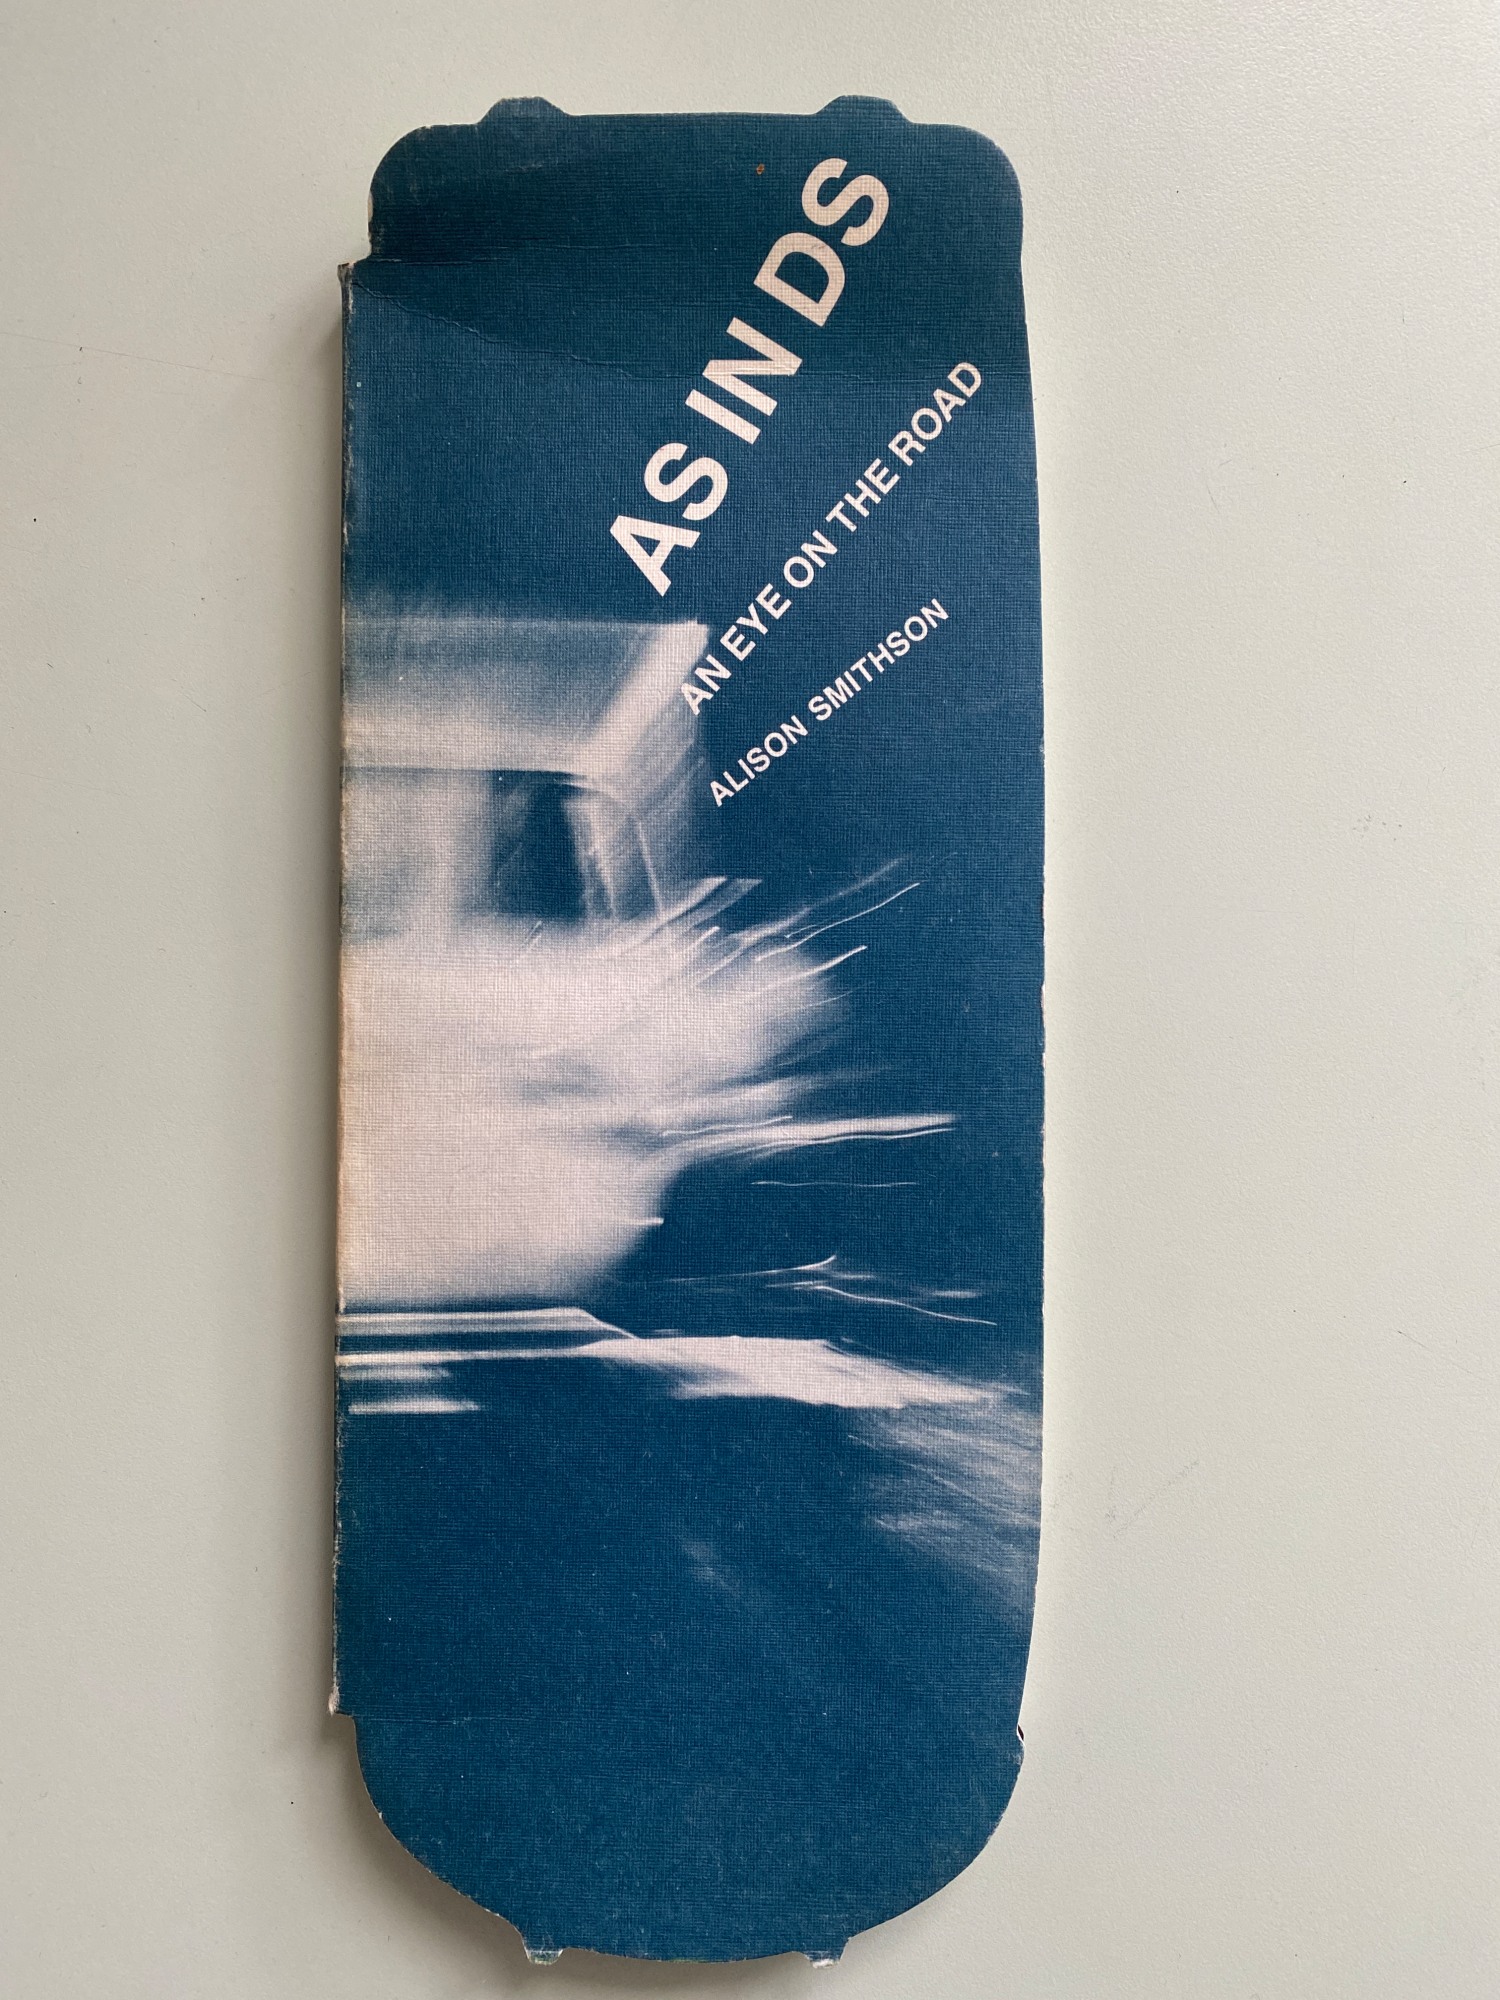 AS IN DS
AN EYE ON THE ROAD
ALISON SMITHSON